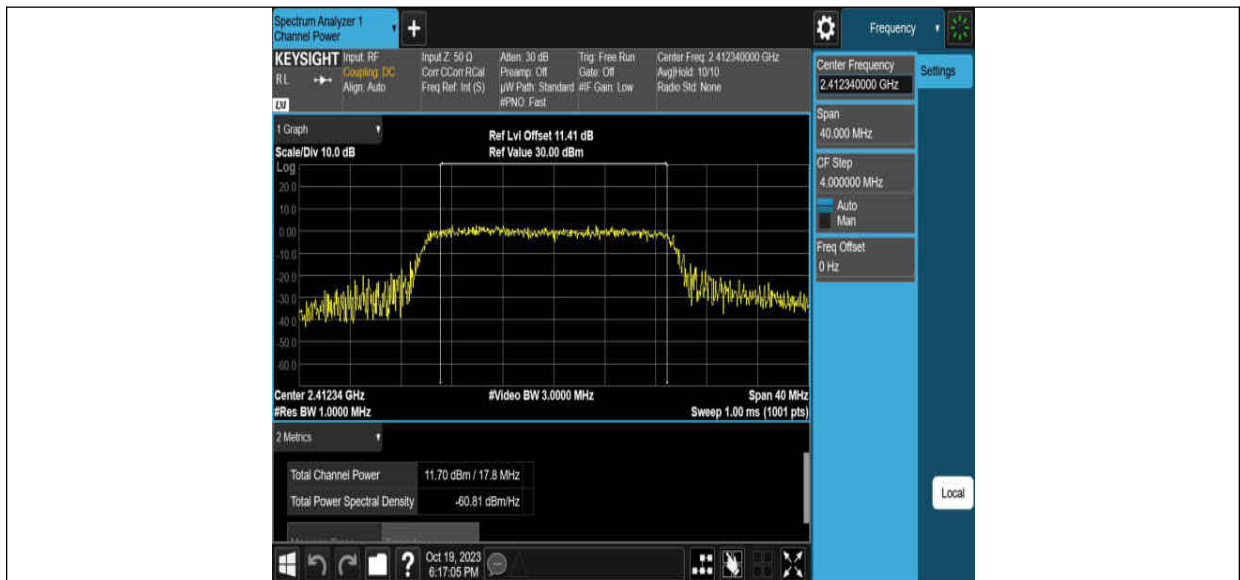 Spectrum Analyzer 1
Channel Power
+
Frequency
KEYSIGHT
RL
LXI
Input: RF
Coupling: DC
Align: Auto
Input Z: 50 Ω
Corr CCorr RCal
Freq Ref: Int (S)
Atten: 30 dB
Preamp: Off
µW Path: Standard
#PNO: Fast
Trig: Free Run
Gate: Off
#IF Gain: Low
Center Freq: 2.412340000 GHz
Avg|Hold: 10/10
Radio Std: None
Center Frequency
2.412340000 GHz
Settings
Span
40.000 MHz
CF Step
4.000000 MHz
Auto
Man
Freq Offset
0 Hz
1 Graph
Scale/Div 10.0 dB
Ref Lvl Offset 11.41 dB
Ref Value 30.00 dBm
Log
20.0
10.0
0.00
-10.0
-20.0
-30.0
-40.0
-50.0
-60.0
Center 2.41234 GHz
#Video BW 3.0000 MHz
Span 40 MHz
#Res BW 1.0000 MHz
Sweep 1.00 ms (1001 pts)
2 Metrics
Total Channel Power 11.70 dBm / 17.8 MHz
Total Power Spectral Density -60.81 dBm/Hz
Local
?
Oct 19, 2023
6:17:05 PM